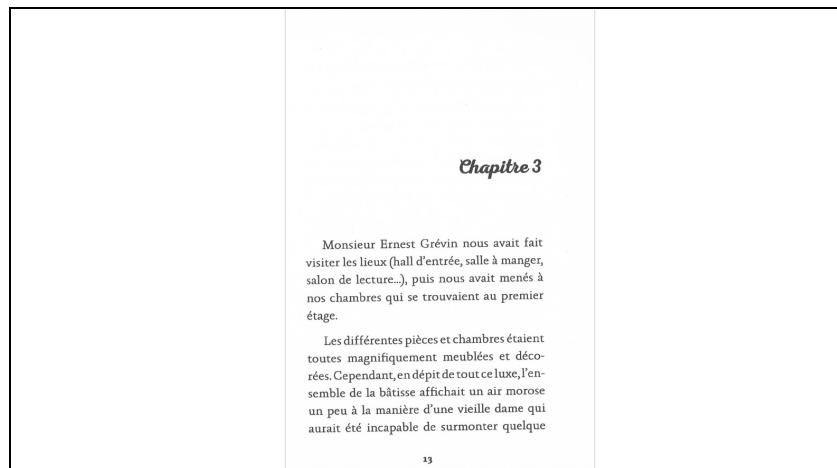 Chapitre 3
Monsieur Ernest Grévin nous avait fait
visiter les lieux (hall d'entrée, salle à manger,
salon de lecture…), puis nous avait menés à
nos chambres qui se trouvaient au premier
étage.
Les différentes pièces et chambres étaient
toutes magnifiquement meublées et déco-
rées. Cependant, en dépit de tout ce luxe, l'en-
semble de la bâtisse affichait un air morose
un peu à la manière d'une vieille dame qui
aurait été incapable de surmonter quelque
13